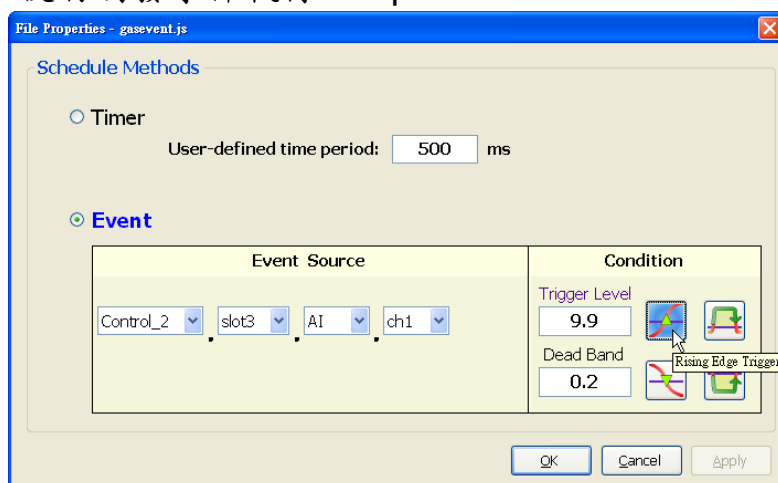 File Properties - gasevent.js
Schedule Methods
Timer
User-defined time period: 500 ms
Event
Event Source
Condition
Control_2 . slot3 . AI . ch1
Trigger Level
9.9
Dead Band
0.2
Rising Edge Trigger
OK
Cancel
Apply